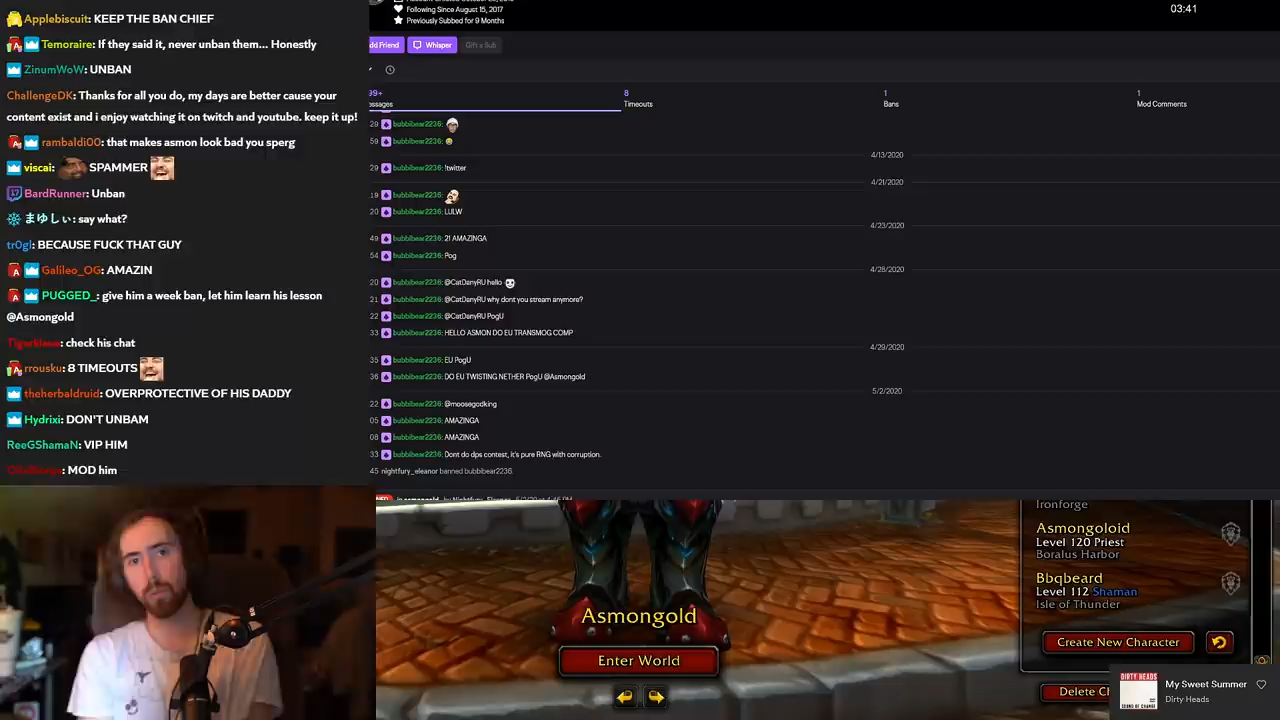 Applebiscuit: KEEP THE BAN CHIEF
Temoraire: If they said it, never unban them... Honestly
ZinumWoW: UNBAN
ChallengeDK: Thanks for all you do, my days are better cause your
content exist and i enjoy watching it on twitch and youtube. keep it up!
rambaldi00: that makes asmon look bad you sperg
viscai: SPAMMER
BardRunner: Unban
まゆしぃ: say what?
tr0gl: BECAUSE FUCK THAT GUY
Galileo_OG: AMAZIN
PUGGED_: give him a week ban, let him learn his lesson
@Asmongold
check his chat
rrousku: 8 TIMEOUTS
theherbaldruid: OVERPROTECTIVE OF HIS DADDY
Hydrixi: DON'T UNBAM
ReeGShamaN: VIP HIM
MOD him
Following Since August 15, 2017
Previously Subbed for 9 Months
03:41
dd Friend
Whisper
Gift a Sub
99+
essages
8
Timeouts
1
Bans
1
Mod Comments
29 bubbibear2236:
59 bubbibear2236:
4/13/2020
29 bubbibear2236: !twitter
4/21/2020
19 bubbibear2236:
20 bubbibear2236: LULW
4/23/2020
49 bubbibear2236: 21 AMAZINGA
54 bubbibear2236: Pog
4/28/2020
20 bubbibear2236: @CatDanyRU hello
21 bubbibear2236: @CatDanyRU why dont you stream anymore?
22 bubbibear2236: @CatDanyRU PogU
33 bubbibear2236: HELLO ASMON DO EU TRANSMOG COMP
4/29/2020
35 bubbibear2236: EU PogU
36 bubbibear2236: DO EU TWISTING NETHER PogU @Asmongold
5/2/2020
22 bubbibear2236: @moosegodking
05 bubbibear2236: AMAZINGA
08 bubbibear2236: AMAZINGA
33 bubbibear2236: Dont do dps contest, it's pure RNG with corruption.
45 nightfury_eleanor banned bubbibear2236.
Ironforge
Asmongoloid
Level 120 Priest
Boralus Harbor
Bbqbeard
Level 112 Shaman
Isle of Thunder
Asmongold
Enter World
Create New Character
Delete Ch
DIRTY HEADS
My Sweet Summer
Dirty Heads